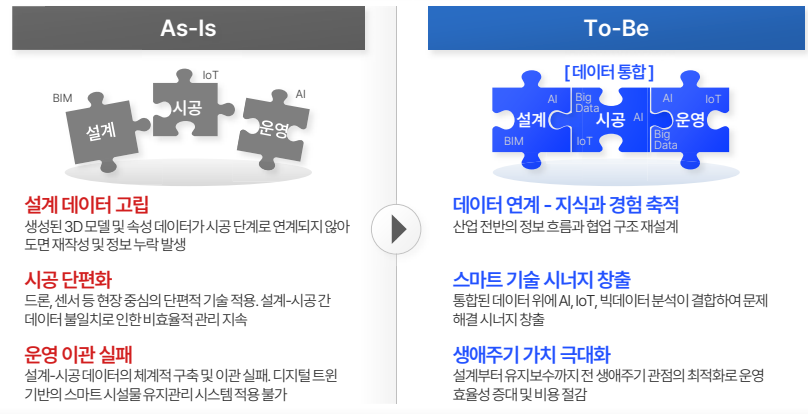 As-Is
BIM
IoT
AI
설계
시공
운영
설계 데이터 고립
생성된 3D 모델 및 속성 데이터가 시공 단계로 연계되지 않아
도면 재작성 및 정보 누락 발생
시공 단편화
드론, 센서 등 현장 중심의 단편적 기술 적용. 설계-시공 간
데이터 불일치로 인한 비효율적 관리 지속
운영 이관 실패
설계-시공 데이터의 체계적 구축 및 이관 실패. 디지털 트윈
기반의 스마트 시설물 유지관리 시스템 적용 불가
To-Be
[ 데이터 통합 ]
AI
Big
Data
AI
IoT
설계
시공
AI
운영
BIM
IoT
Big
Data
데이터 연계 - 지식과 경험 축적
산업 전반의 정보 흐름과 협업 구조 재설계
스마트 기술 시너지 창출
통합된 데이터 위에 AI, IoT, 빅데이터 분석이 결합하여 문제
해결 시너지 창출
생애주기 가치 극대화
설계부터 유지보수까지 전 생애주기 관점의 최적화로 운영
효율성 증대 및 비용 절감